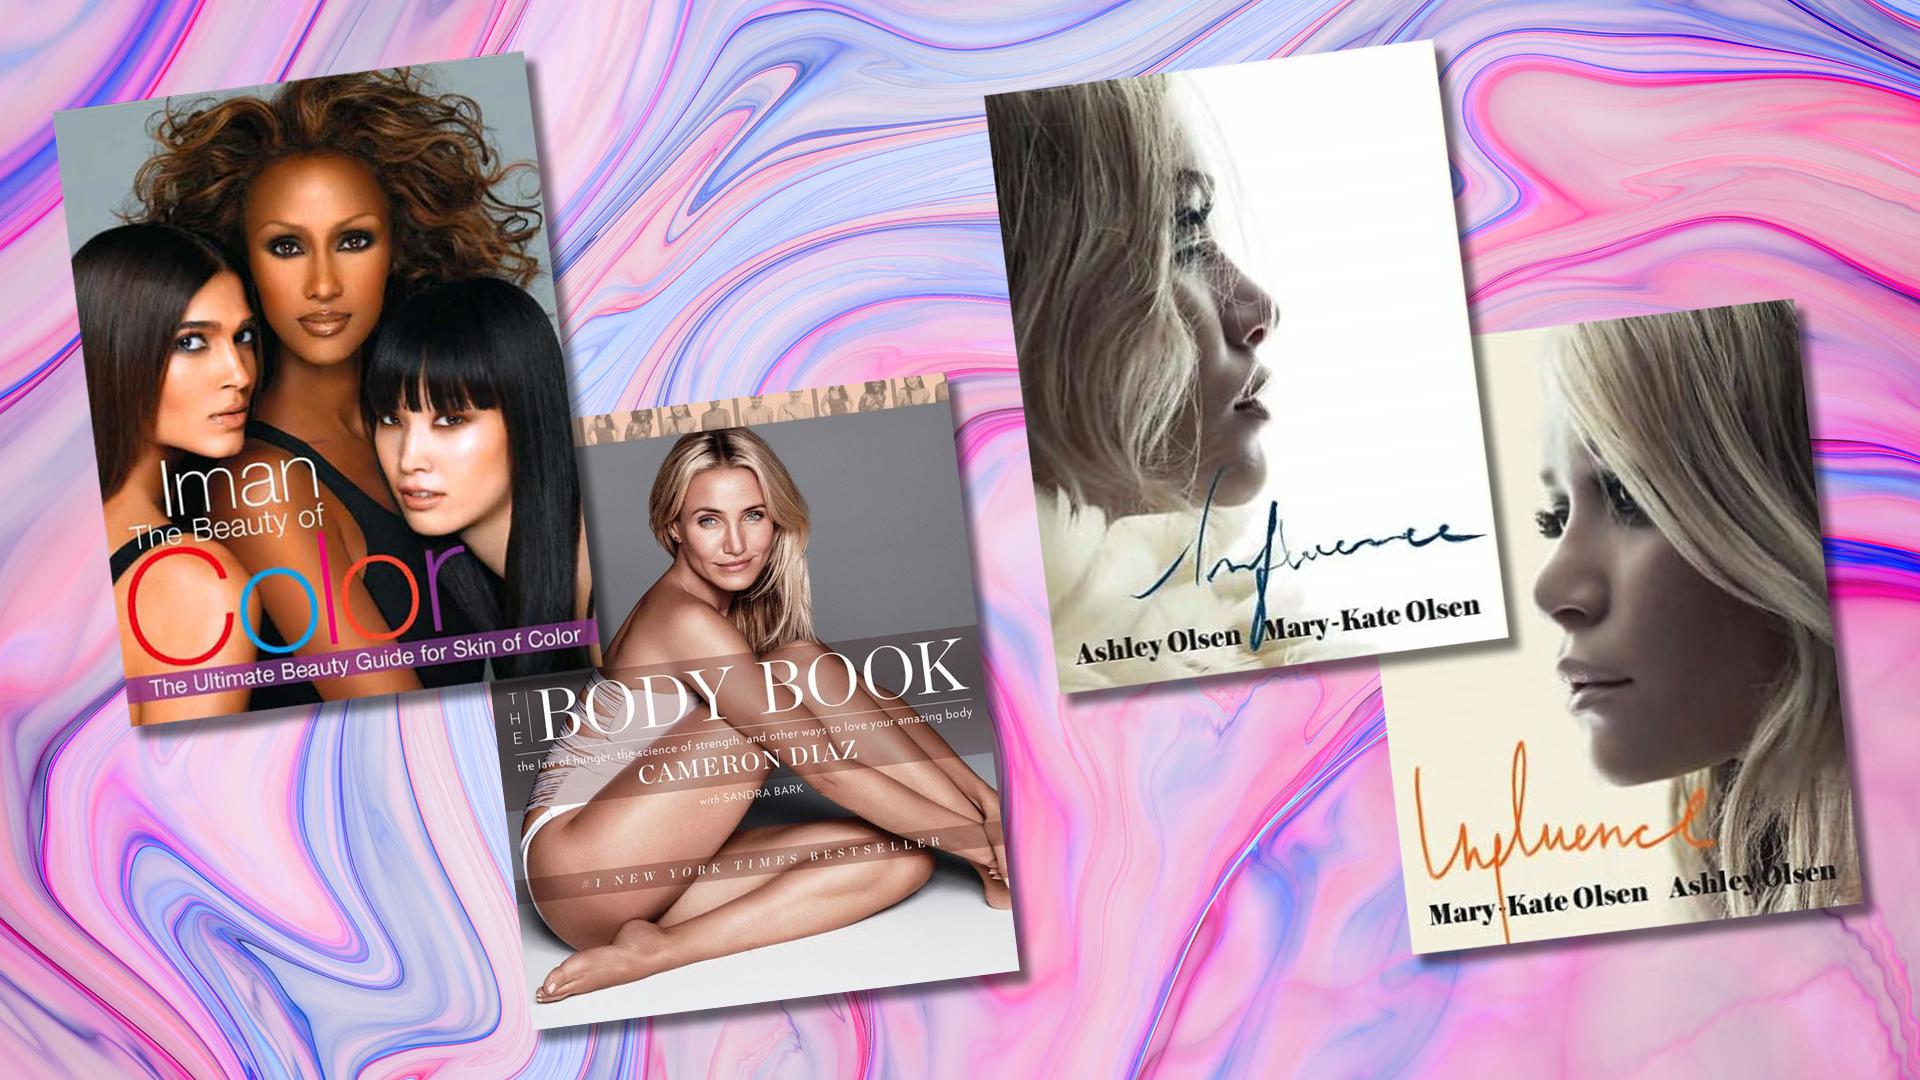 Iman
The Beauty of
Color
The Ultimate Beauty Guide for Skin of Color
THE
BODY BOOK
the law of hunger, the science of strength, and other ways to love your amazing body
CAMERON DIAZ
with SANDRA BARK
#1 NEW YORK TIMES BESTSELLER
Influence
Ashley Olsen Mary-Kate Olsen
Influence
Mary-Kate Olsen Ashley Olsen